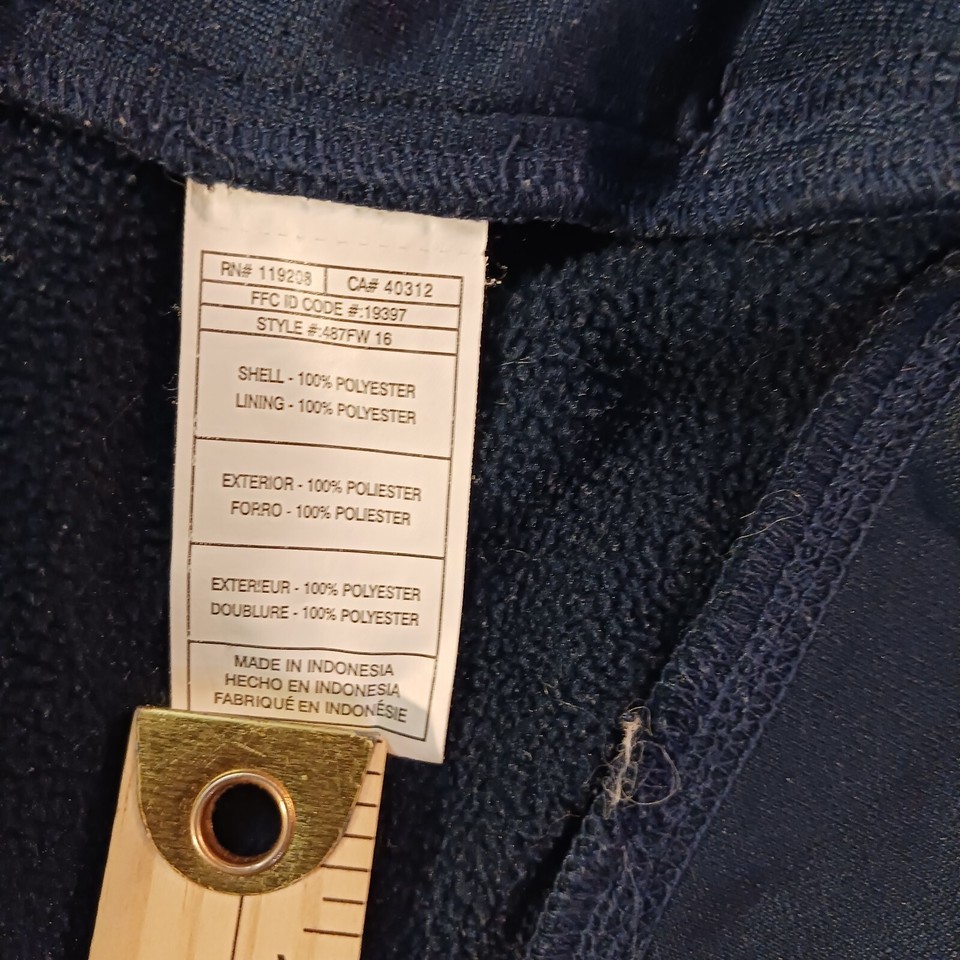 RN# 119208 CA# 40312
FFC ID CODE #:19397
STYLE #:487FW 16
SHELL - 100% POLYESTER
LINING - 100% POLYESTER
EXTERIOR - 100% POLIESTER
FORRO - 100% POLIESTER
EXTERIEUR - 100% POLYESTER
DOUBLURE - 100% POLYESTER
MADE IN INDONESIA
HECHO EN INDONESIA
FABRIQUÉ EN INDONÉSIE